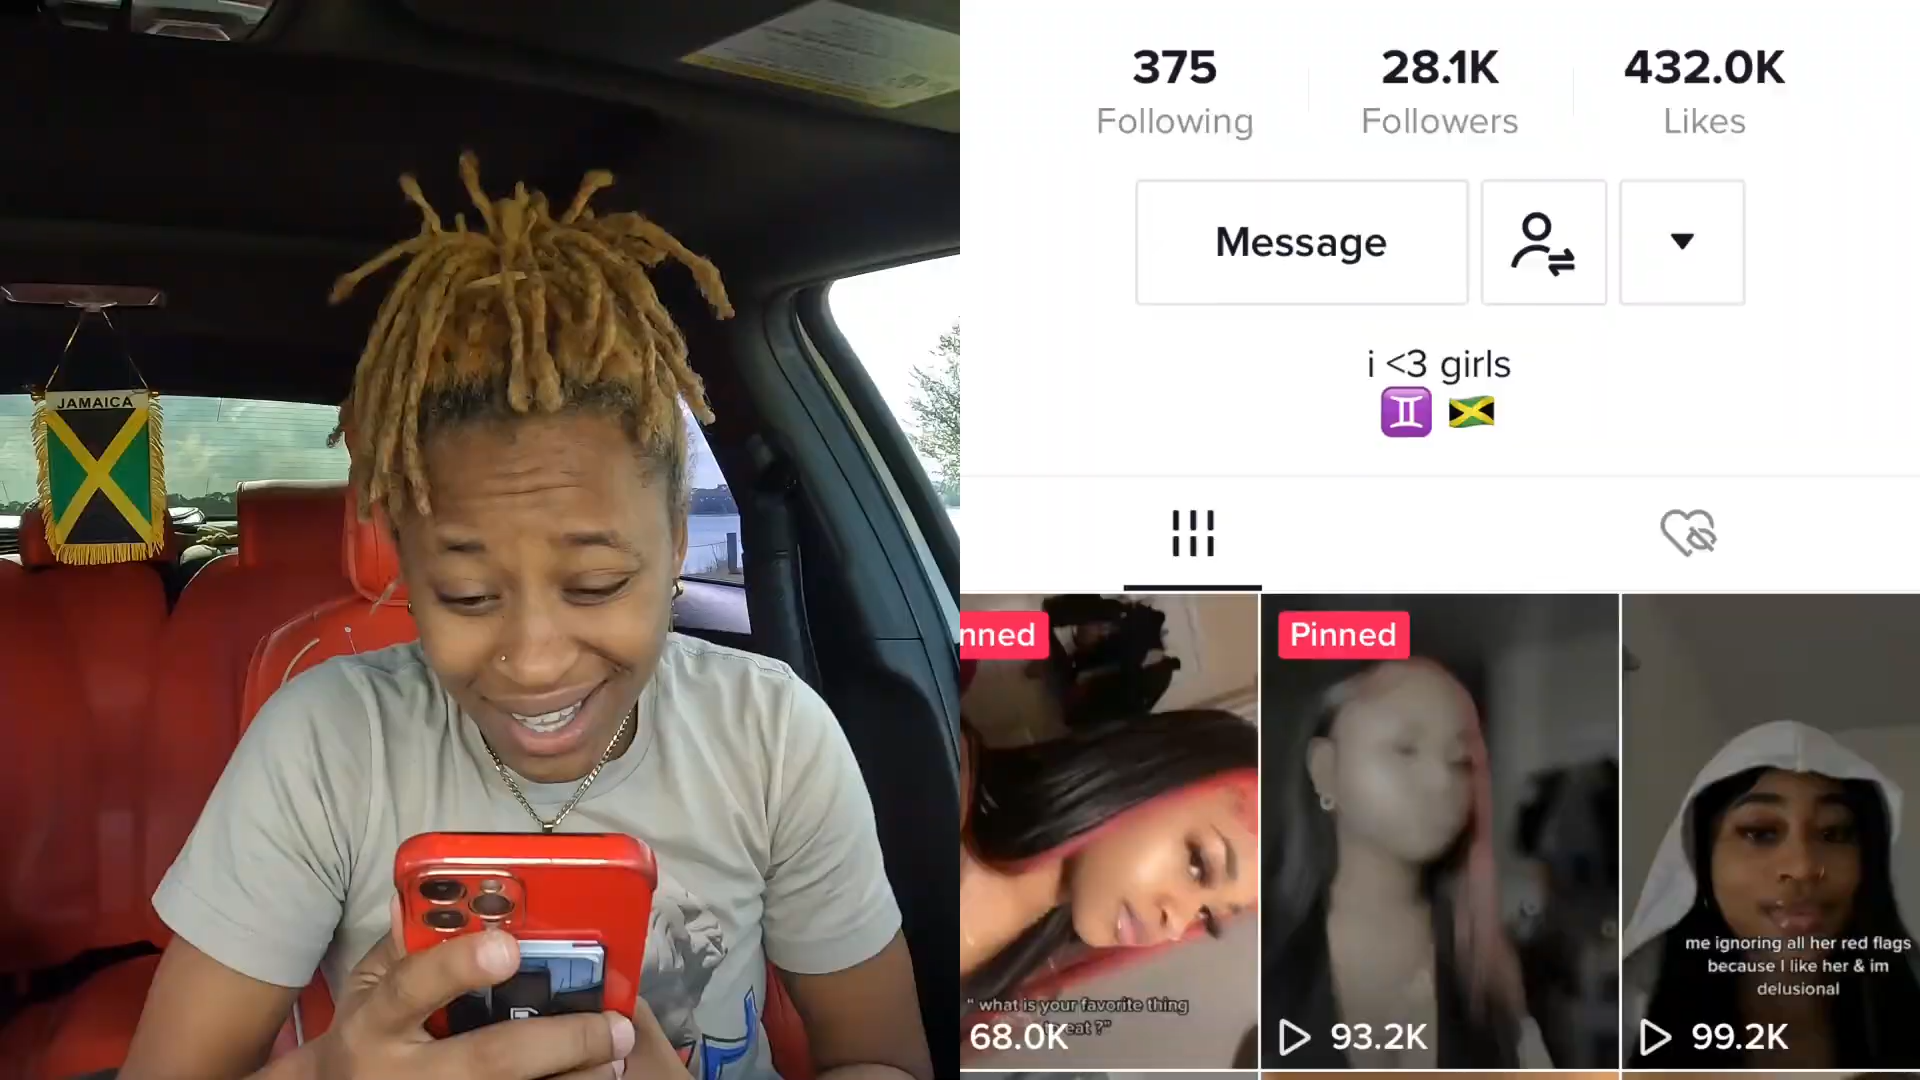 JAMAICA
375
Following
28.1K
Followers
432.0K
Likes
Message
i <3 girls
nned
Pinned
me ignoring all her red flags
because I like her & im
delusional
" what is your favorite thing
eat ?"
68.0K
93.2K
99.2K